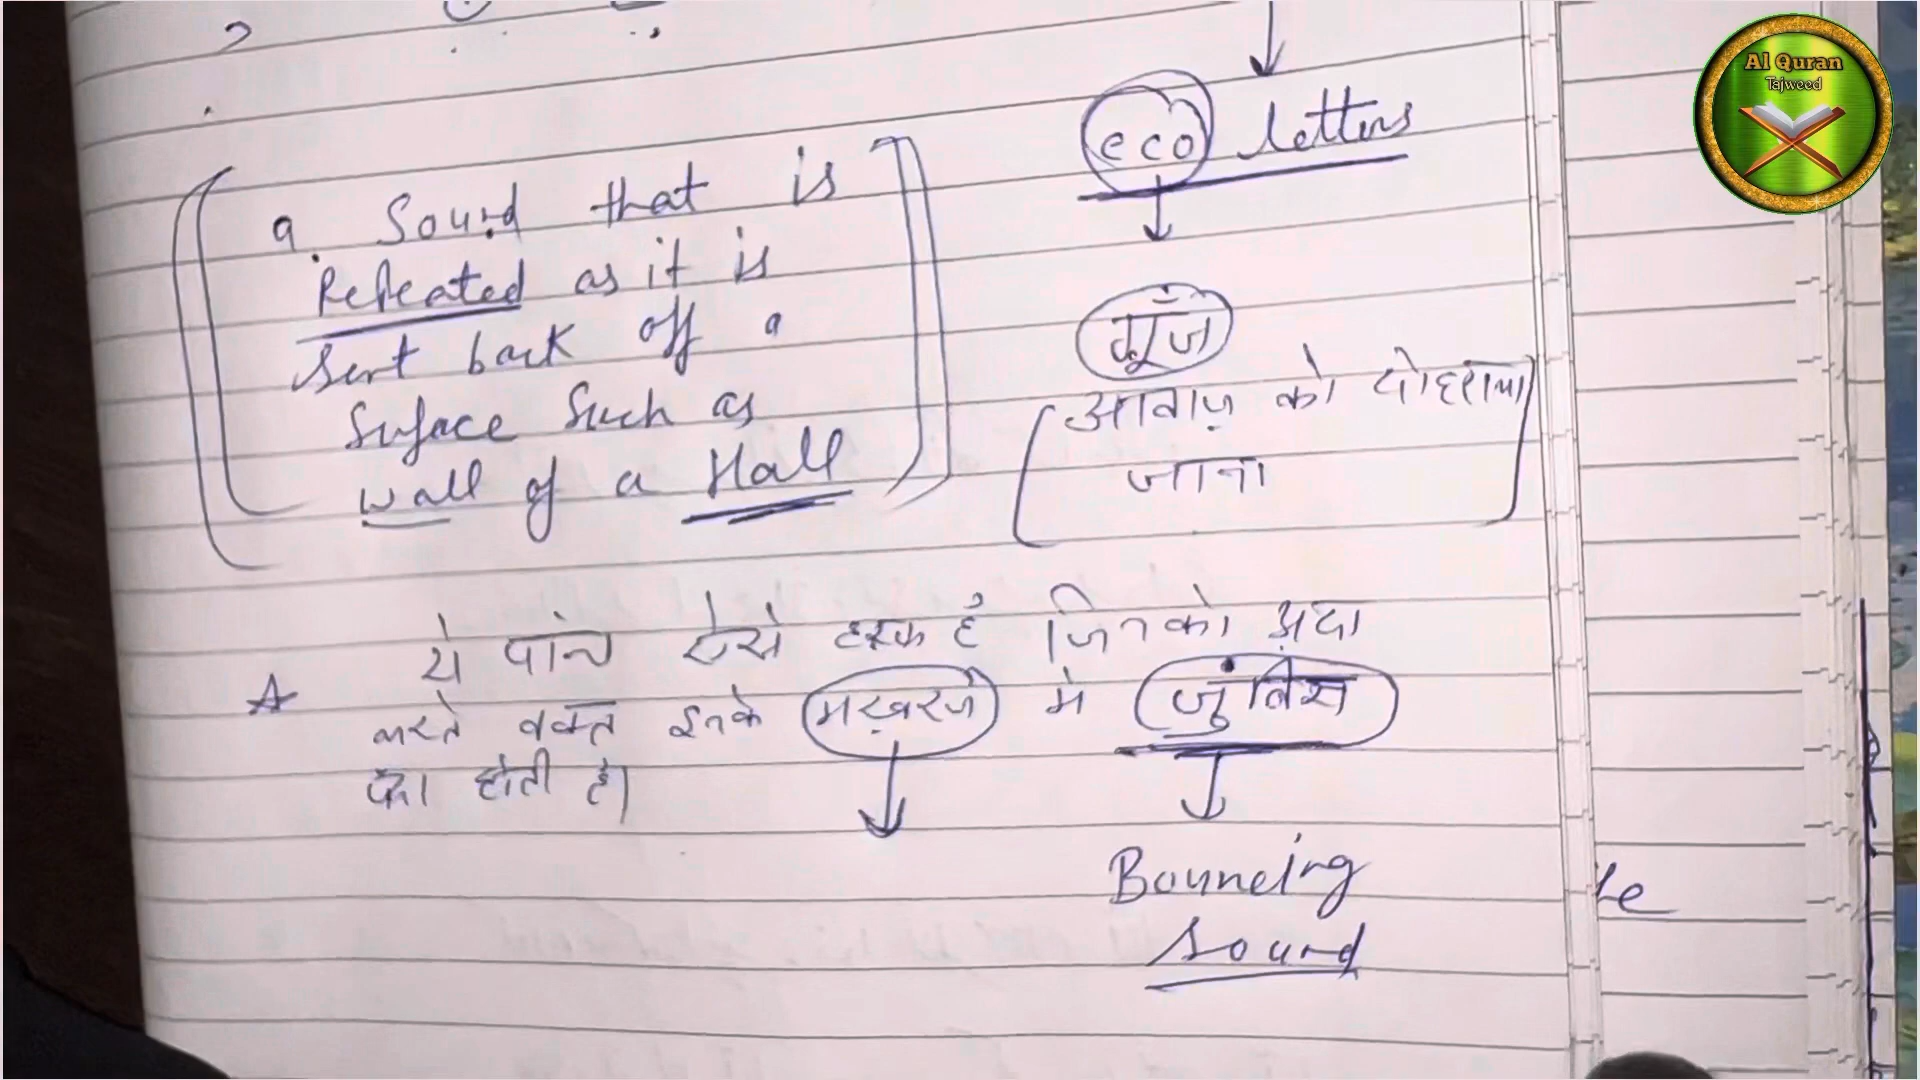 Al Quran
Tajweed
eco letters
a sound that is
Repeated as it is
sent back off a
Suface Such as
wall of a Hall
गूँज
आवाज़ को दोहराया
जाना
ये पांच ऐसे हरूफ है जिनको अदा
करते वक्त इनके मख़रज में जुंबिस
पैदा होती है।
Bouncing
sound